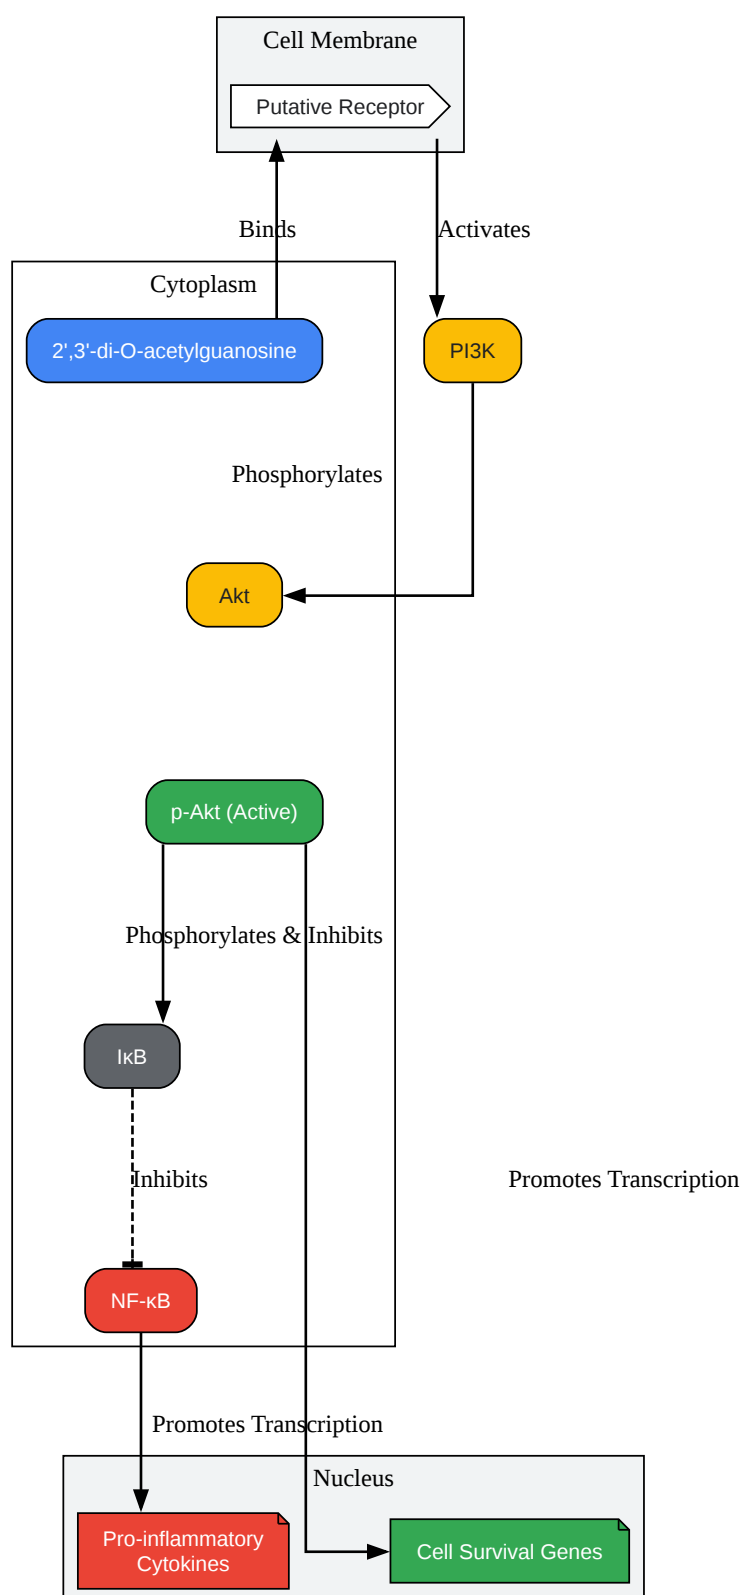 Cell Membrane
Putative Receptor
Binds
Activates
Cytoplasm
2',3'-di-O-acetylguanosine
PI3K
Phosphorylates
Akt
p-Akt (Active)
Phosphorylates & Inhibits
IκB
Inhibits
Promotes Transcription
NF-κB
Promotes Transcription
Nucleus
Pro-inflammatory
Cytokines
Cell Survival Genes